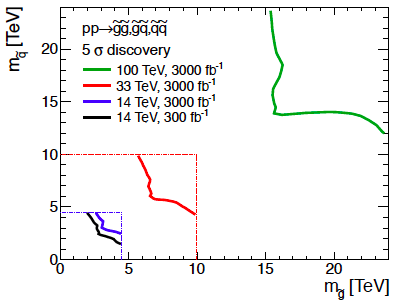 m_q̃ [TeV]
pp→g̃g̃,g̃q̃,q̃q̃
5 σ discovery
100 TeV, 3000 fb⁻¹
33 TeV, 3000 fb⁻¹
14 TeV, 3000 fb⁻¹
14 TeV, 300 fb⁻¹
20
15
10
5
0
0 5 10 15 20
m_g̃ [TeV]